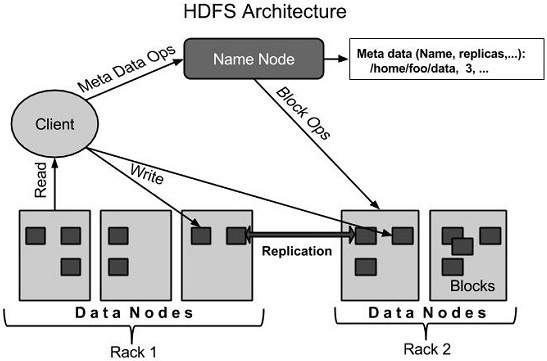 HDFS Architecture
Meta Data Ops
Name Node
Meta data (Name, replicas,...):
/home/foo/data, 3, ...
Client
Block Ops
Read
Write
Replication
Blocks
Data Nodes
Data Nodes
Rack 1
Rack 2